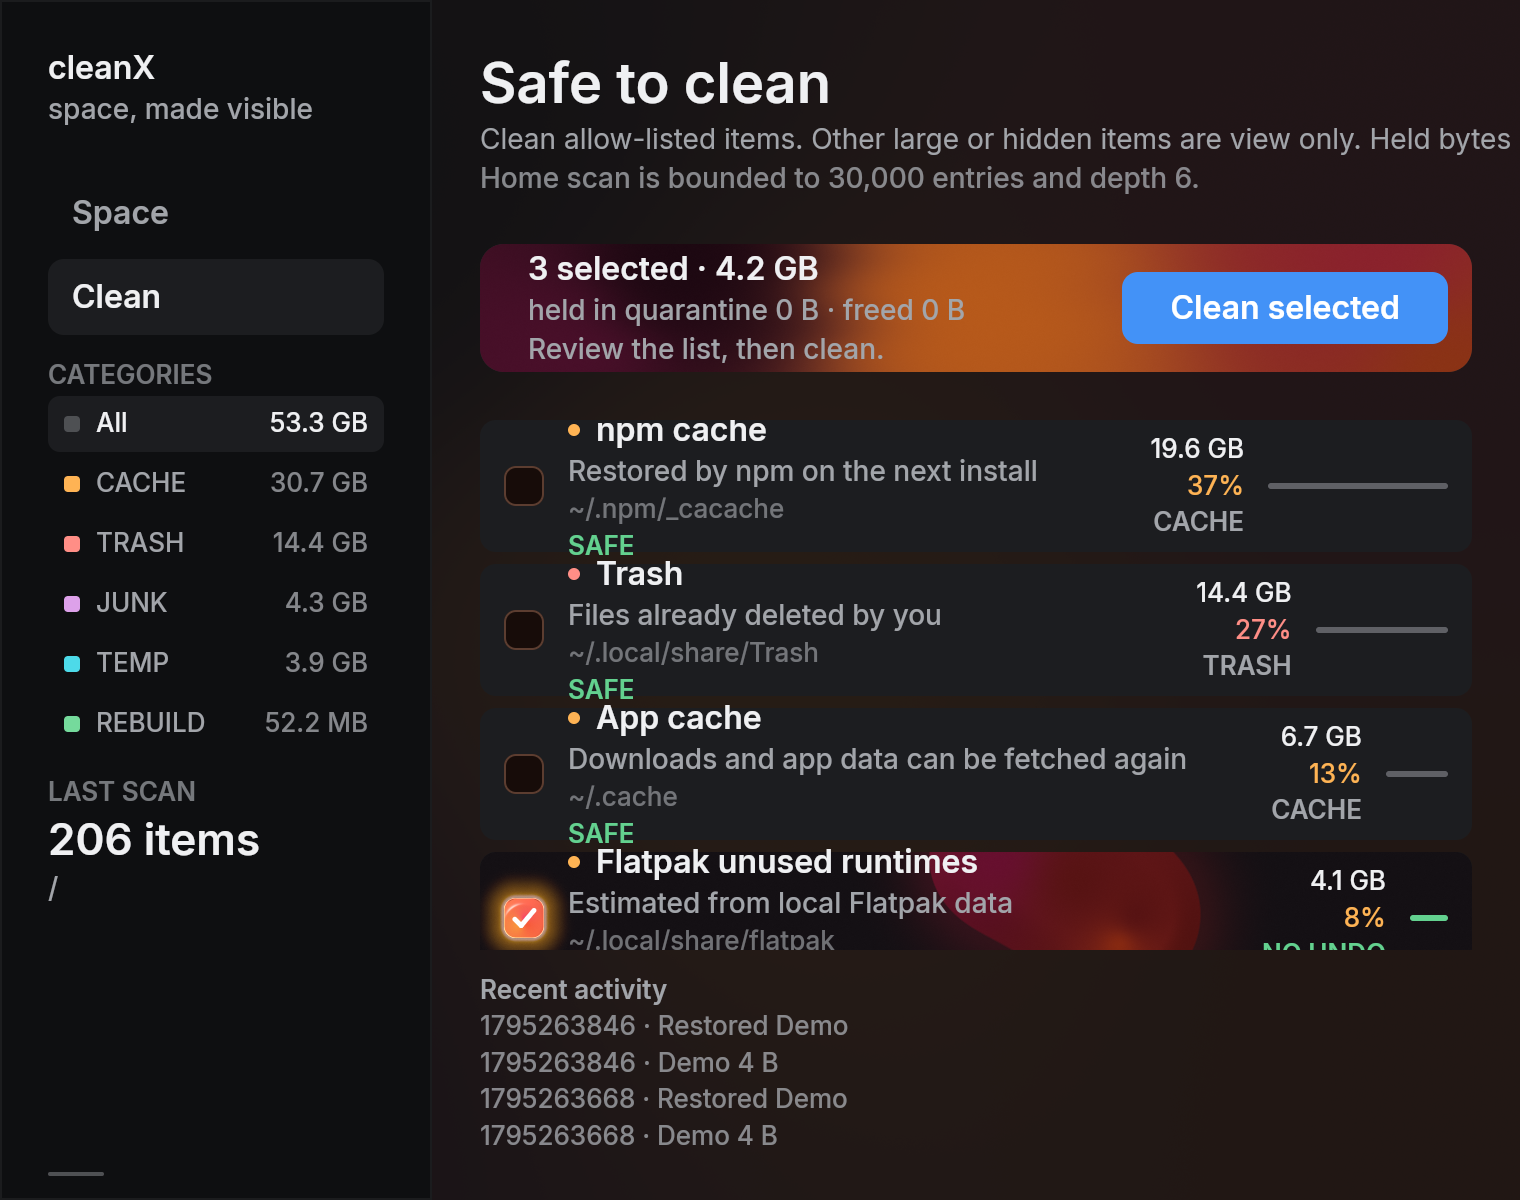 cleanX
space, made visible
Space
Clean
CATEGORIES
All 53.3 GB
CACHE 30.7 GB
TRASH 14.4 GB
JUNK 4.3 GB
TEMP 3.9 GB
REBUILD 52.2 MB
LAST SCAN
206 items
/
Safe to clean
Clean allow-listed items. Other large or hidden items are view only. Held bytes
Home scan is bounded to 30,000 entries and depth 6.
3 selected · 4.2 GB
held in quarantine 0 B · freed 0 B
Review the list, then clean.
Clean selected
npm cache
Restored by npm on the next install
~/.npm/_cacache
SAFE
19.6 GB
37%
CACHE
Trash
Files already deleted by you
~/.local/share/Trash
SAFE
14.4 GB
27%
TRASH
App cache
Downloads and app data can be fetched again
~/.cache
SAFE
6.7 GB
13%
CACHE
Flatpak unused runtimes
Estimated from local Flatpak data
~/.local/share/flatpak
4.1 GB
8%
NO UNDO
Recent activity
1795263846 · Restored Demo
1795263846 · Demo 4 B
1795263668 · Restored Demo
1795263668 · Demo 4 B